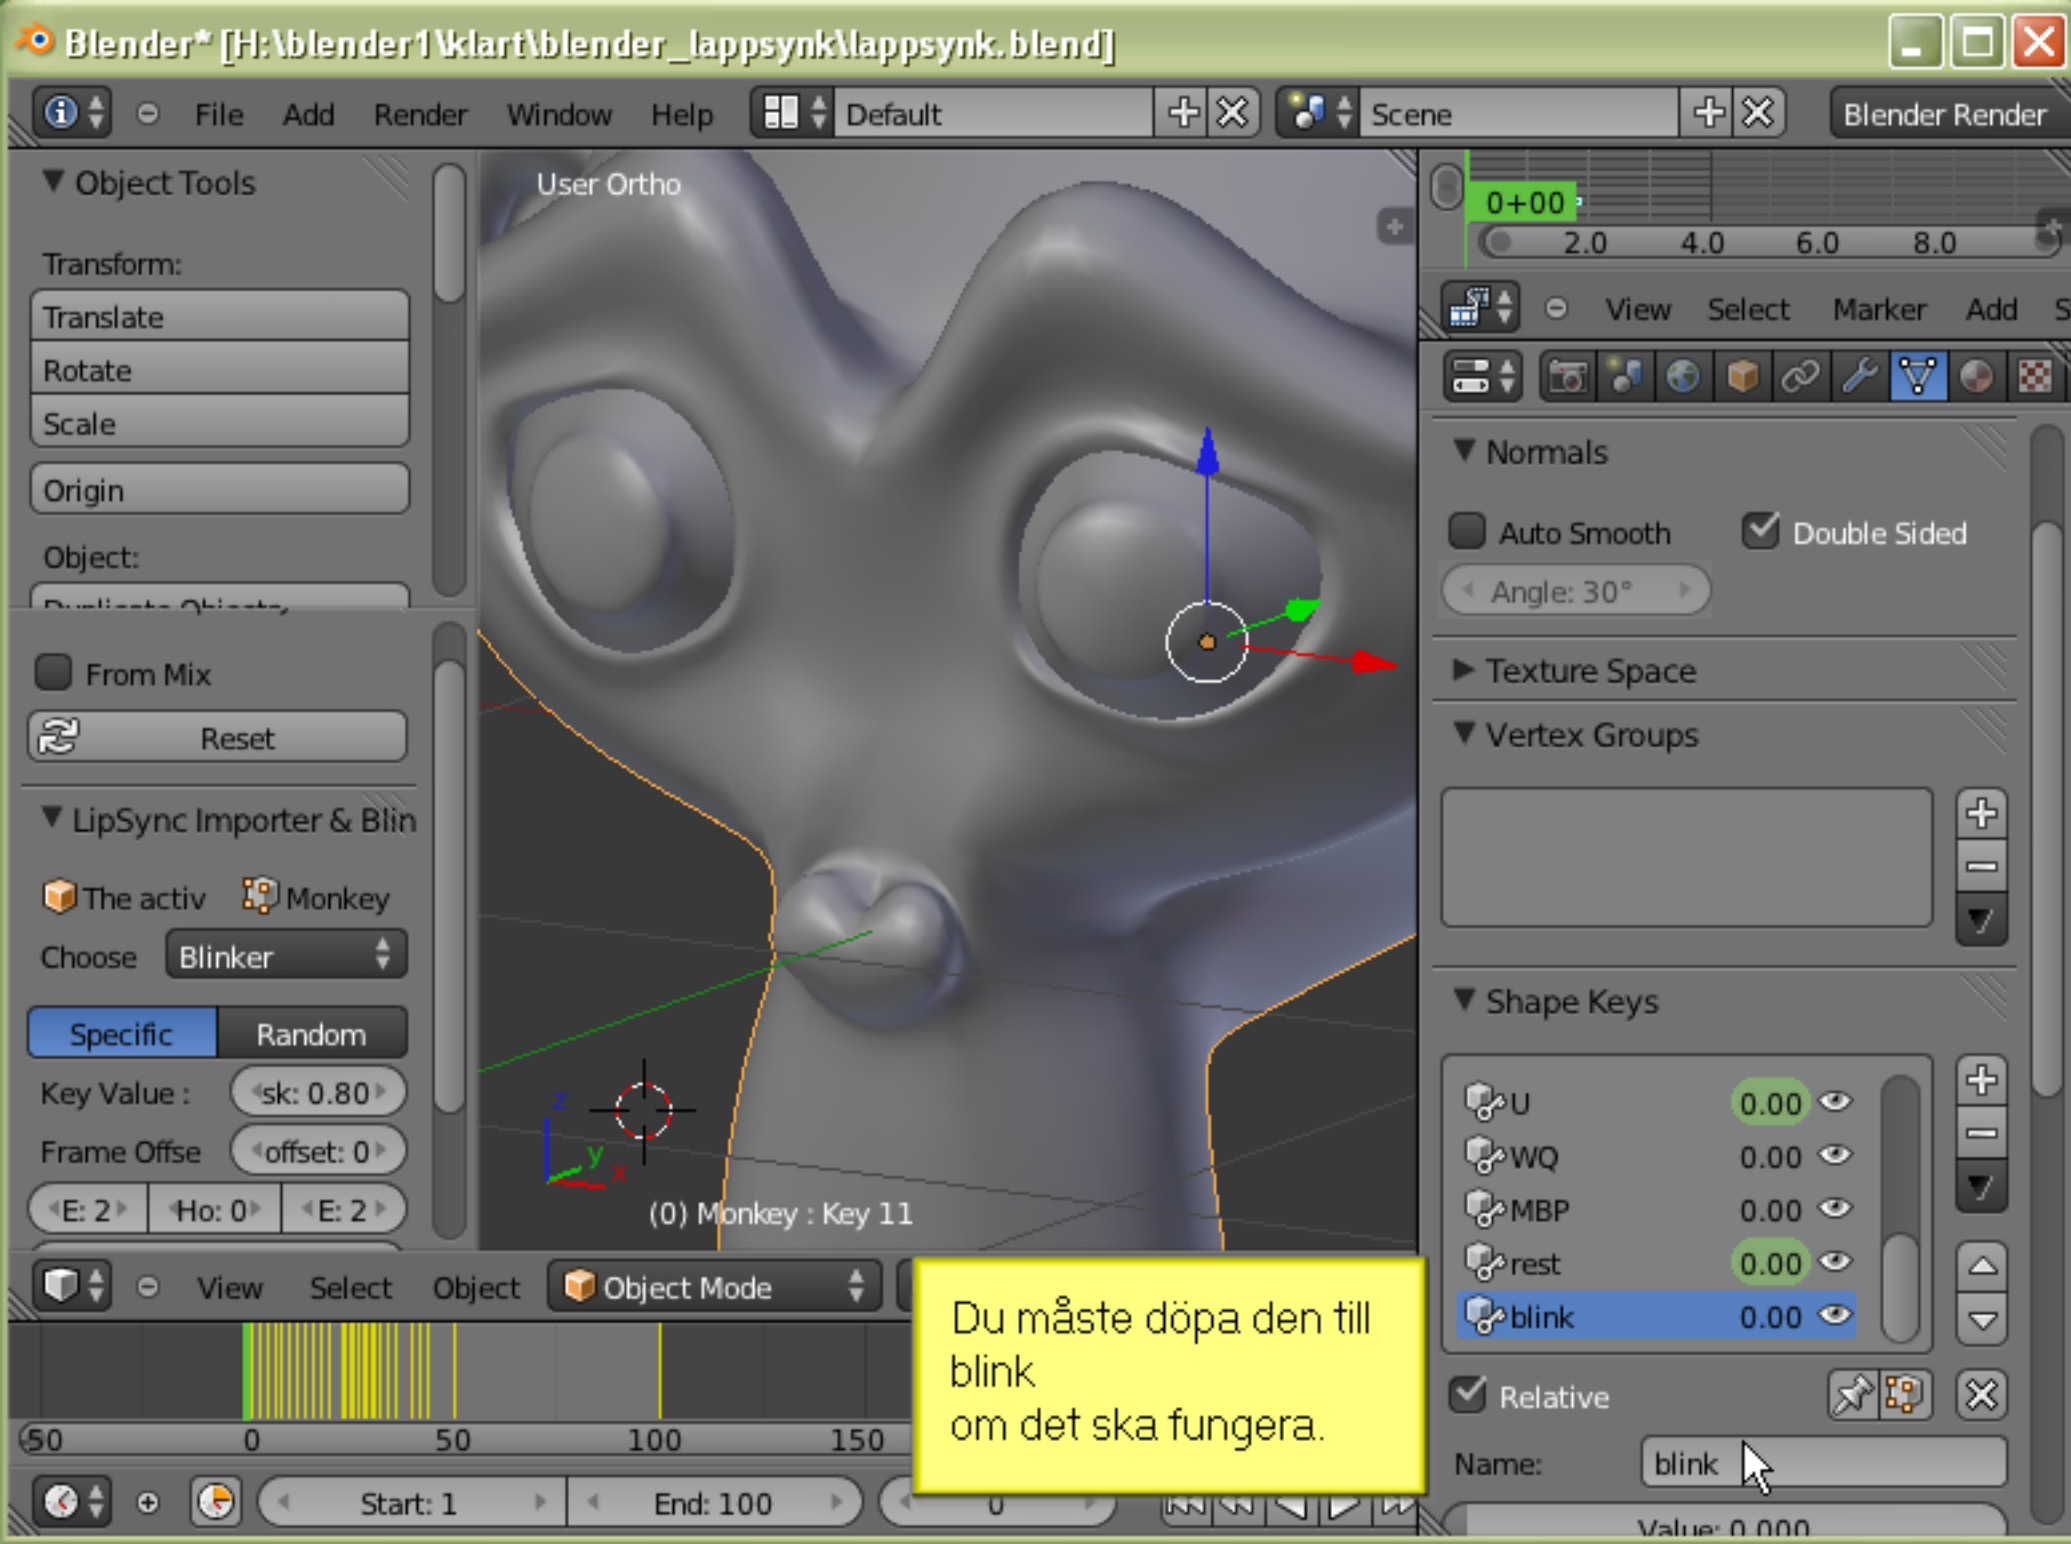 Blender* [H:\blender1\klart\blender_lappsynk\lappsynk.blend]
File Add Render Window Help Default Scene Blender Render
Object Tools
Transform:
Translate
Rotate
Scale
Origin
Object:
Duplicate Objects
From Mix
Reset
LipSync Importer & Blin
The activ Monkey
Choose Blinker
Specific Random
Key Value : sk: 0.80
Frame Offse offset: 0
E: 2 Ho: 0 E: 2
User Ortho
z
y
x
(0) Monkey : Key 11
View Select Object Object Mode
-50 0 50 100 150
Start: 1 End: 100 0
Du måste döpa den till
blink
om det ska fungera.
0+00
2.0 4.0 6.0 8.0
View Select Marker Add S
Normals
Auto Smooth Double Sided
Angle: 30°
Texture Space
Vertex Groups
Shape Keys
U 0.00
WQ 0.00
MBP 0.00
rest 0.00
blink 0.00
Relative
Name: blink
Value: 0.000